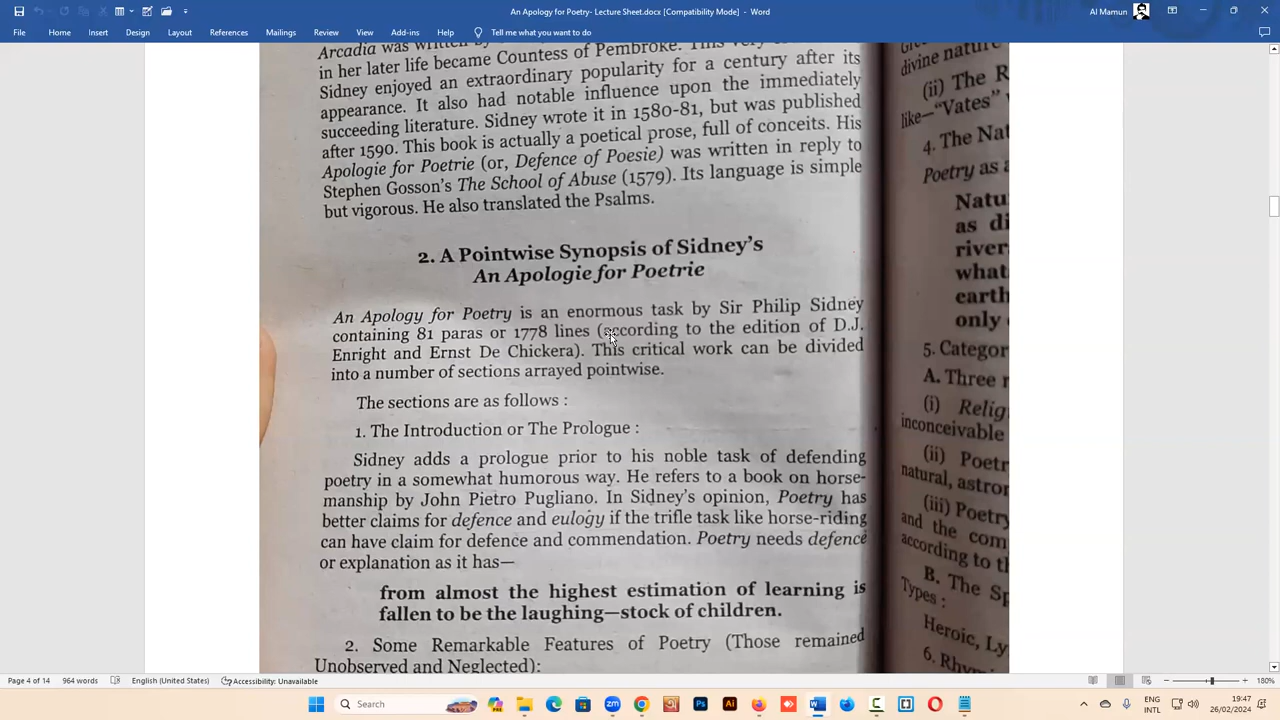 An Apology for Poetry- Lecture Sheet.docx [Compatibility Mode] - Word
Al Mamun
File Home Insert Draw Design Layout References Mailings Review View Add-ins Help Tell me what you want to do
Arcadia was written by
in her later life became Countess of Pembroke. This very
Sidney enjoyed an extraordinary popularity for a century after its
appearance. It also had notable influence upon the immediately
succeeding literature. Sidney wrote it in 1580-81, but was published
after 1590. This book is actually a poetical prose, full of conceits. His
Apologie for Poetrie (or, Defence of Poesie) was written in reply to
Stephen Gosson's The School of Abuse (1579). Its language is simple
but vigorous. He also translated the Psalms.
2. A Pointwise Synopsis of Sidney's
An Apologie for Poetrie
An Apology for Poetry is an enormous task by Sir Philip Sidney
containing 81 paras or 1778 lines (according to the edition of D.J.
Enright and Ernst De Chickera). This critical work can be divided
into a number of sections arrayed pointwise.
The sections are as follows :
1. The Introduction or The Prologue :
Sidney adds a prologue prior to his noble task of defending
poetry in a somewhat humorous way. He refers to a book on horse-
manship by John Pietro Pugliano. In Sidney's opinion, Poetry has
better claims for defence and eulogy if the trifle task like horse-riding
can have claim for defence and commendation. Poetry needs defence
or explanation as it has—
from almost the highest estimation of learning is
fallen to be the laughing—stock of children.
2. Some Remarkable Features of Poetry (Those remained
Unobserved and Neglected):
divine nature
(ii) The R
like—"Vates"
4. The Nat
Poetry as a
Natu
as di
river
what
earth
only
5. Categor
A. Three
(i) Relig
inconceivable
(ii) Poetr
natural, astron
(iii) Poetry
and the com
according to th
B. The Sp
Types :
Heroic, Ly
6. Rhym
Page 4 of 14 964 words English (United States) Accessibility: Unavailable
180%
Search
ENG
INTL
19:47
26/02/2024